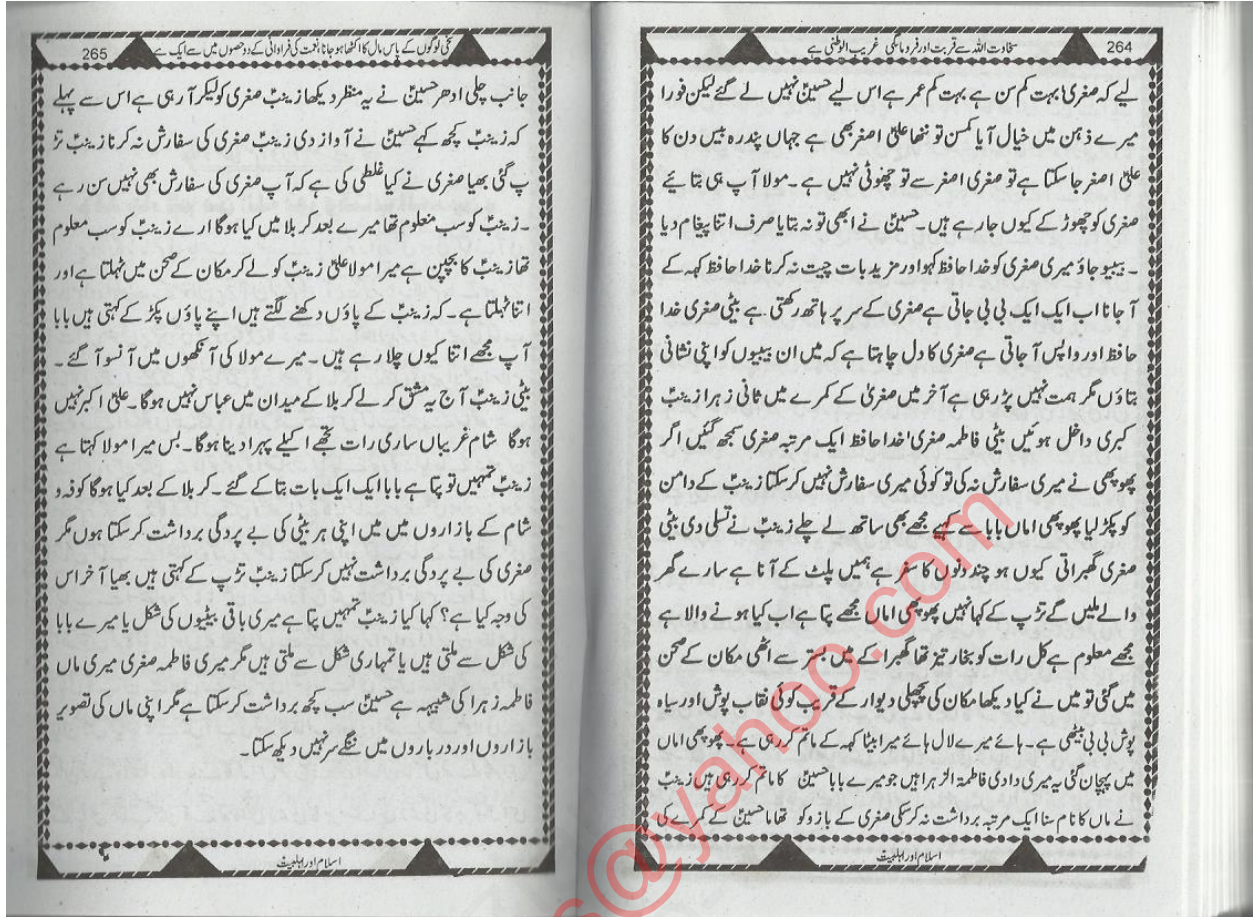 264
سخاوت اللہ سے قربت اور فرومائگی غریب الوطنی ہے
لیے کہ صغریٰ بہت کم سن ہے بہت کم عمر ہے اس لیے حسینؑ نہیں لے گئے لیکن فورا
میرے ذہن میں خیال آیا کمسن تو ننھا علیؑ اصغر بھی ہے جہاں پندرہ بیس دن کا
علیؑ اصغر جا سکتا ہے تو صغری اصغر سے تو چھوٹی نہیں ہے۔ مولا آپ ہی بتائیے
صغری کو چھوڑ کے کیوں جا رہے ہیں۔ حسینؑ نے ابھی تو نہ بتایا صرف اتنا پیغام دیا
۔ بیبیو جاؤ میری صغری کو خدا حافظ کہو اور مزید بات چیت نہ کرنا خدا حافظ کہہ کے
آ جانا اب ایک ایک بی بی جاتی ہے صغری کے سر پر ہاتھ رکھتی ہے بیٹی صغری خدا
حافظ اور واپس آ جاتی ہے صغری کا دل چاہتا ہے کہ میں ان بیبیوں کو اپنی نشانی
بتاؤں مگر ہمت نہیں پڑ رہی ہے آخر میں صغریٰ کے کمرے میں ثانی زہرا زینبؑ
کبری داخل ہوئیں بیٹی فاطمہ صغریٰ خدا حافظ ایک مرتبہ صغری سمجھ گئیں اگر
پھوپھی نے میری سفارش نہ کی تو کوئی میری سفارش نہیں کر سکتا زینبؑ کے دامن
کو پکڑ لیا پھوپھی اماں بابا سے کہیے مجھے بھی ساتھ لے چلے زینبؑ نے تسلی دی بیٹی
صغری گھبراتی کیوں ہو چند دنوں کا سفر ہے ہمیں پلٹ کے آنا ہے سارے گھر
والے ملیں گے تڑپ کے کہا نہیں پھوپھی اماں مجھے پتا ہے اب کیا ہونے والا ہے
مجھے معلوم ہے کل رات کو بخار تیز تھا گھبرا کے میں بستر سے اٹھی مکان کے صحن
میں گئی تو میں نے کیا دیکھا مکان کی پچھلی دیوار کے قریب کوئی نقاب پوش اور سیاہ
پوش بی بی بیٹھی ہے۔ ہائے میرے لال ہائے میرا بیٹا کہہ کے ماتم کر رہی ہے۔ پھوپھی اماں
میں پہچان گئی یہ میری دادی فاطمۃ الزہرا ہیں جو میرے بابا حسینؑ کا ماتم کر رہی ہیں زینبؑ
نے ماں کا نام سنا ایک مرتبہ برداشت نہ کر سکی صغری کے بازو کو تھاما حسینؑ کے کمرے کی
اسلام اور اہلبیتؑ
265
سخی لوگوں کے پاس مال کا اکٹھا ہو جانا، نعمت کی فراوانی کے دو حصوں میں سے ایک ہے
جانب چلی ادھر حسینؑ نے یہ منظر دیکھا زینبؑ صغری کو لیکر آ رہی ہے اس سے پہلے
کہ زینبؑ کچھ کہے حسینؑ نے آواز دی زینبؑ صغری کی سفارش نہ کرنا زینبؑ تڑ
پ گئی بھیا صغری نے کیا غلطی کی ہے کہ آپ صغری کی سفارش بھی نہیں سن رہے
۔ زینبؑ کو سب معلوم تھا میرے بعد کربلا میں کیا ہوگا ارے زینبؑ کو سب معلوم
تھا زینبؑ کا بچپن ہے میرا مولا علیؑ زینبؑ کو لے کر مکان کے صحن میں ٹہلتا ہے اور
اتنا ٹہلتا ہے۔ کہ زینبؑ کے پاؤں دکھنے لگتے ہیں اپنے پاؤں پکڑ کے کہتی ہیں بابا
آپ مجھے اتنا کیوں چلا رہے ہیں۔ میرے مولا کی آنکھوں میں آنسو آ گئے۔
بیٹی زینبؑ آج یہ مشق کر لے کربلا کے میدان میں عباس نہیں ہوگا۔ علیؑ اکبر نہیں
ہوگا شام غریباں ساری رات تجھے اکیلے پہرا دینا ہوگا۔ بس میرا مولا کہتا ہے
زینبؑ تمہیں تو پتا ہے بابا ایک ایک بات بتا کے گئے۔ کربلا کے بعد کیا ہوگا کوفہ و
شام کے بازاروں میں میں اپنی ہر بیٹی کی بے پردگی برداشت کر سکتا ہوں مگر
صغری کی بے پردگی برداشت نہیں کر سکتا زینبؑ تڑپ کے کہتی ہیں بھیا آخر اس
کی وجہ کیا ہے؟ کہا کیا زینبؑ تمہیں پتا ہے میری باقی بیٹیوں کی شکل یا میرے بابا
کی شکل سے ملتی ہیں یا تمہاری شکل سے ملتی ہیں مگر میری فاطمہ صغری میری ماں
فاطمہ زہرا کی شبیہہ ہے حسینؑ سب کچھ برداشت کر سکتا ہے مگر اپنی ماں کی تصویر
بازاروں اور درباروں میں ننگے سر نہیں دیکھ سکتا۔
اسلام اور اہلبیتؑ
s@yahoo.com